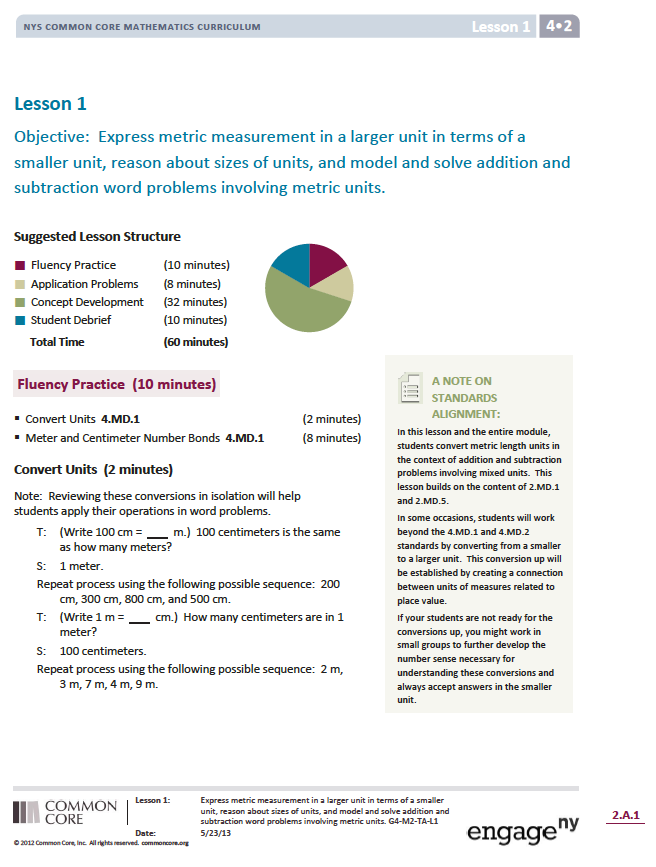 NYS COMMON CORE MATHEMATICS CURRICULUM
Lesson 1
4•2
Lesson 1
Objective: Express metric measurement in a larger unit in terms of a
smaller unit, reason about sizes of units, and model and solve addition and
subtraction word problems involving metric units.
Suggested Lesson Structure
Fluency Practice (10 minutes)
Application Problems (8 minutes)
Concept Development (32 minutes)
Student Debrief (10 minutes)
Total Time (60 minutes)
Fluency Practice (10 minutes)
▪ Convert Units 4.MD.1 (2 minutes)
▪ Meter and Centimeter Number Bonds 4.MD.1 (8 minutes)
Convert Units (2 minutes)
Note: Reviewing these conversions in isolation will help
students apply their operations in word problems.
T: (Write 100 cm = ___ m.) 100 centimeters is the same
as how many meters?
S: 1 meter.
Repeat process using the following possible sequence: 200
cm, 300 cm, 800 cm, and 500 cm.
T: (Write 1 m = ___ cm.) How many centimeters are in 1
meter?
S: 100 centimeters.
Repeat process using the following possible sequence: 2 m,
3 m, 7 m, 4 m, 9 m.
A NOTE ON
STANDARDS
ALIGNMENT:
In this lesson and the entire module,
students convert metric length units in
the context of addition and subtraction
problems involving mixed units. This
lesson builds on the content of 2.MD.1
and 2.MD.5.
In some occasions, students will work
beyond the 4.MD.1 and 4.MD.2
standards by converting from a smaller
to a larger unit. This conversion up will
be established by creating a connection
between units of measures related to
place value.
If your students are not ready for the
conversions up, you might work in
small groups to further develop the
number sense necessary for
understanding these conversions and
always accept answers in the smaller
unit.
COMMON
CORE
Lesson 1:
Express metric measurement in a larger unit in terms of a smaller
unit, reason about sizes of units, and model and solve addition and
subtraction word problems involving metric units. G4-M2-TA-L1
Date: 5/23/13
© 2012 Common Core, Inc. All rights reserved. commoncore.org
engage ny
2.A.1